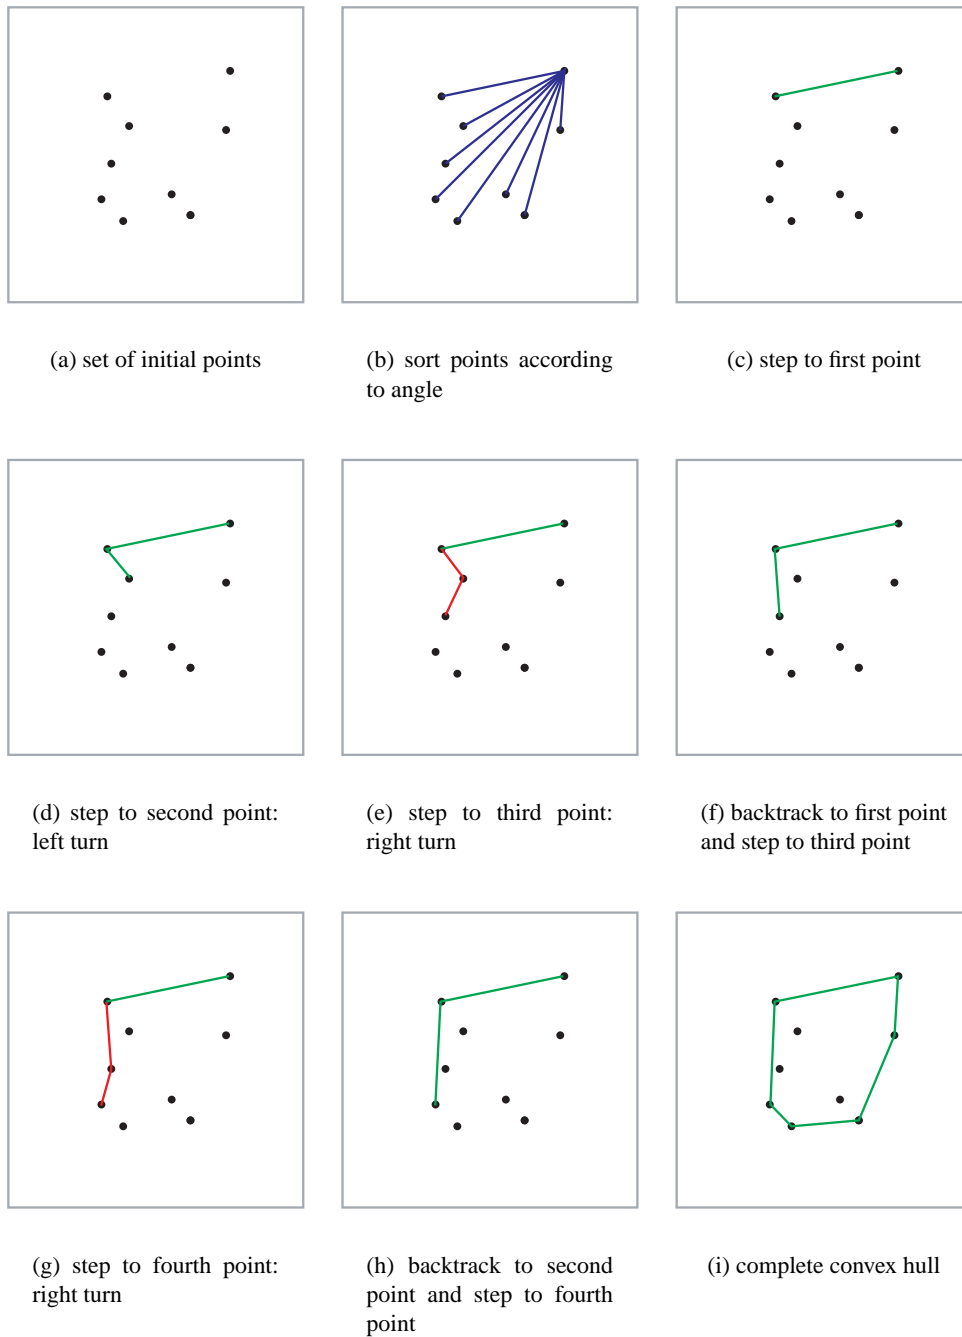 (a) set of initial points
(b) sort points according
to angle
(c) step to first point
(d) step to second point:
left turn
(e) step to third point:
right turn
(f) backtrack to first point
and step to third point
(g) step to fourth point:
right turn
(h) backtrack to second
point and step to fourth
point
(i) complete convex hull